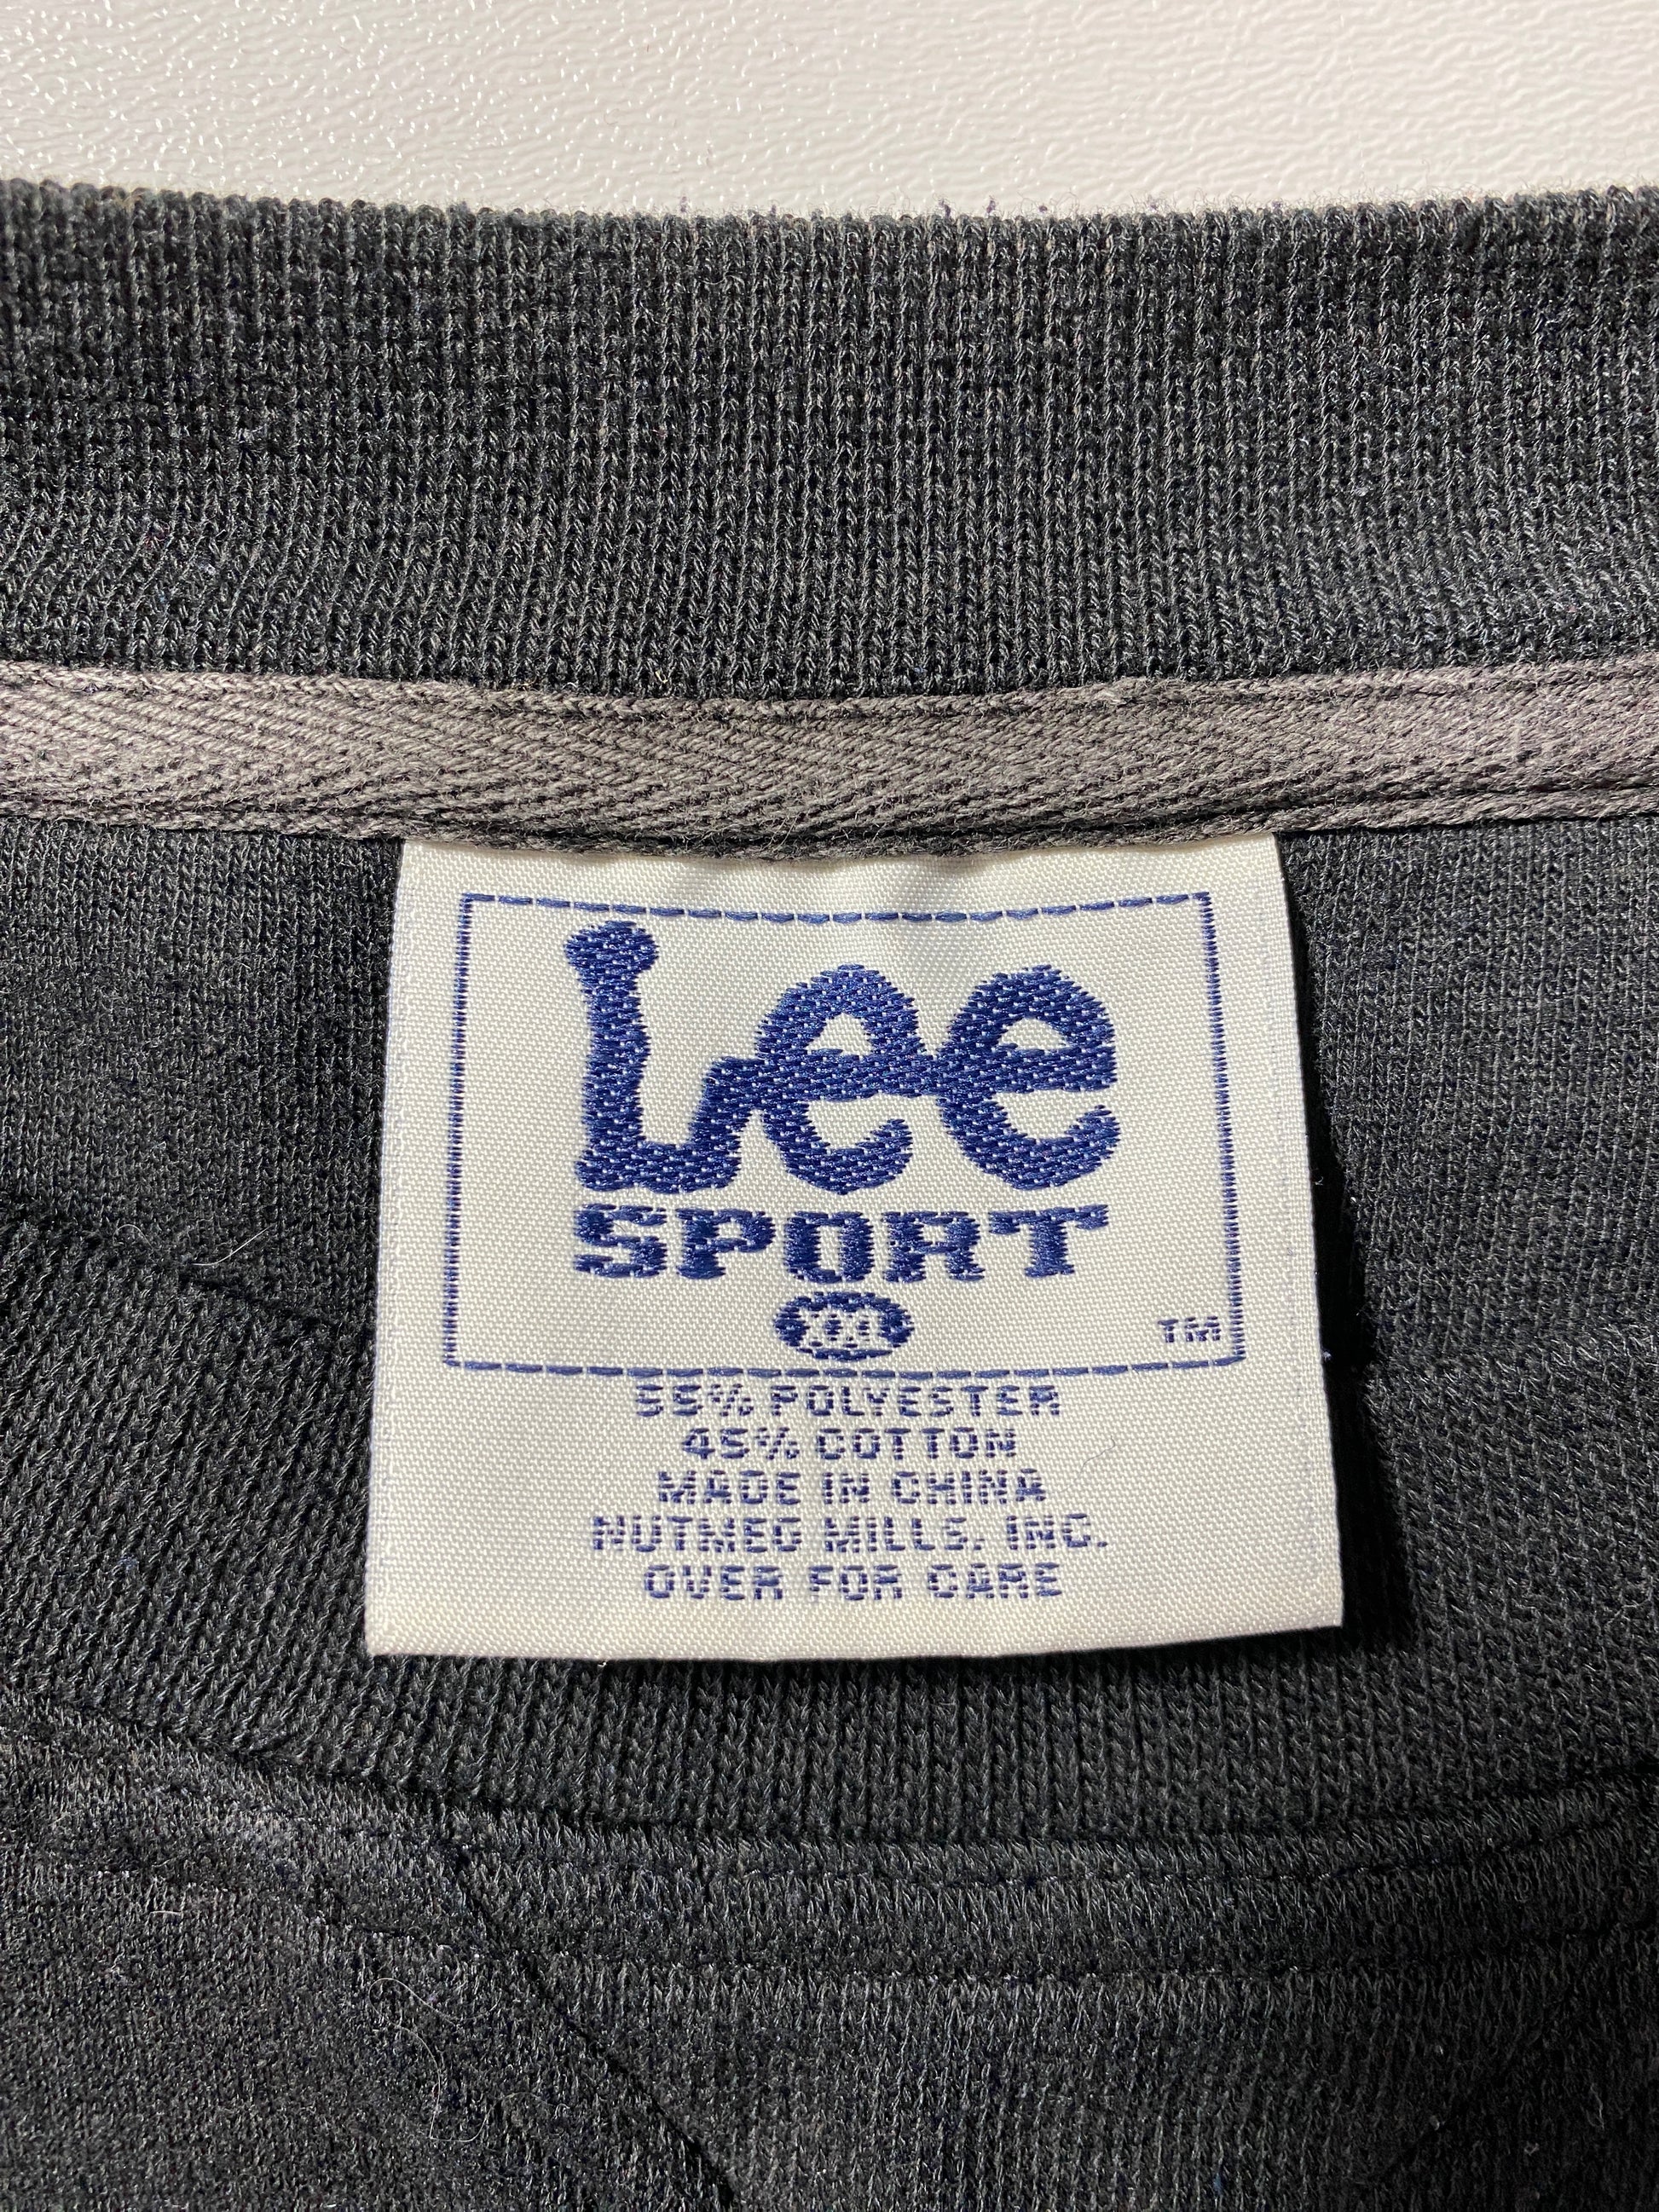 Lee
SPORT
XXL
TM
55% POLYESTER
45% COTTON
MADE IN CHINA
NUTMEG MILLS, INC.
OVER FOR CARE